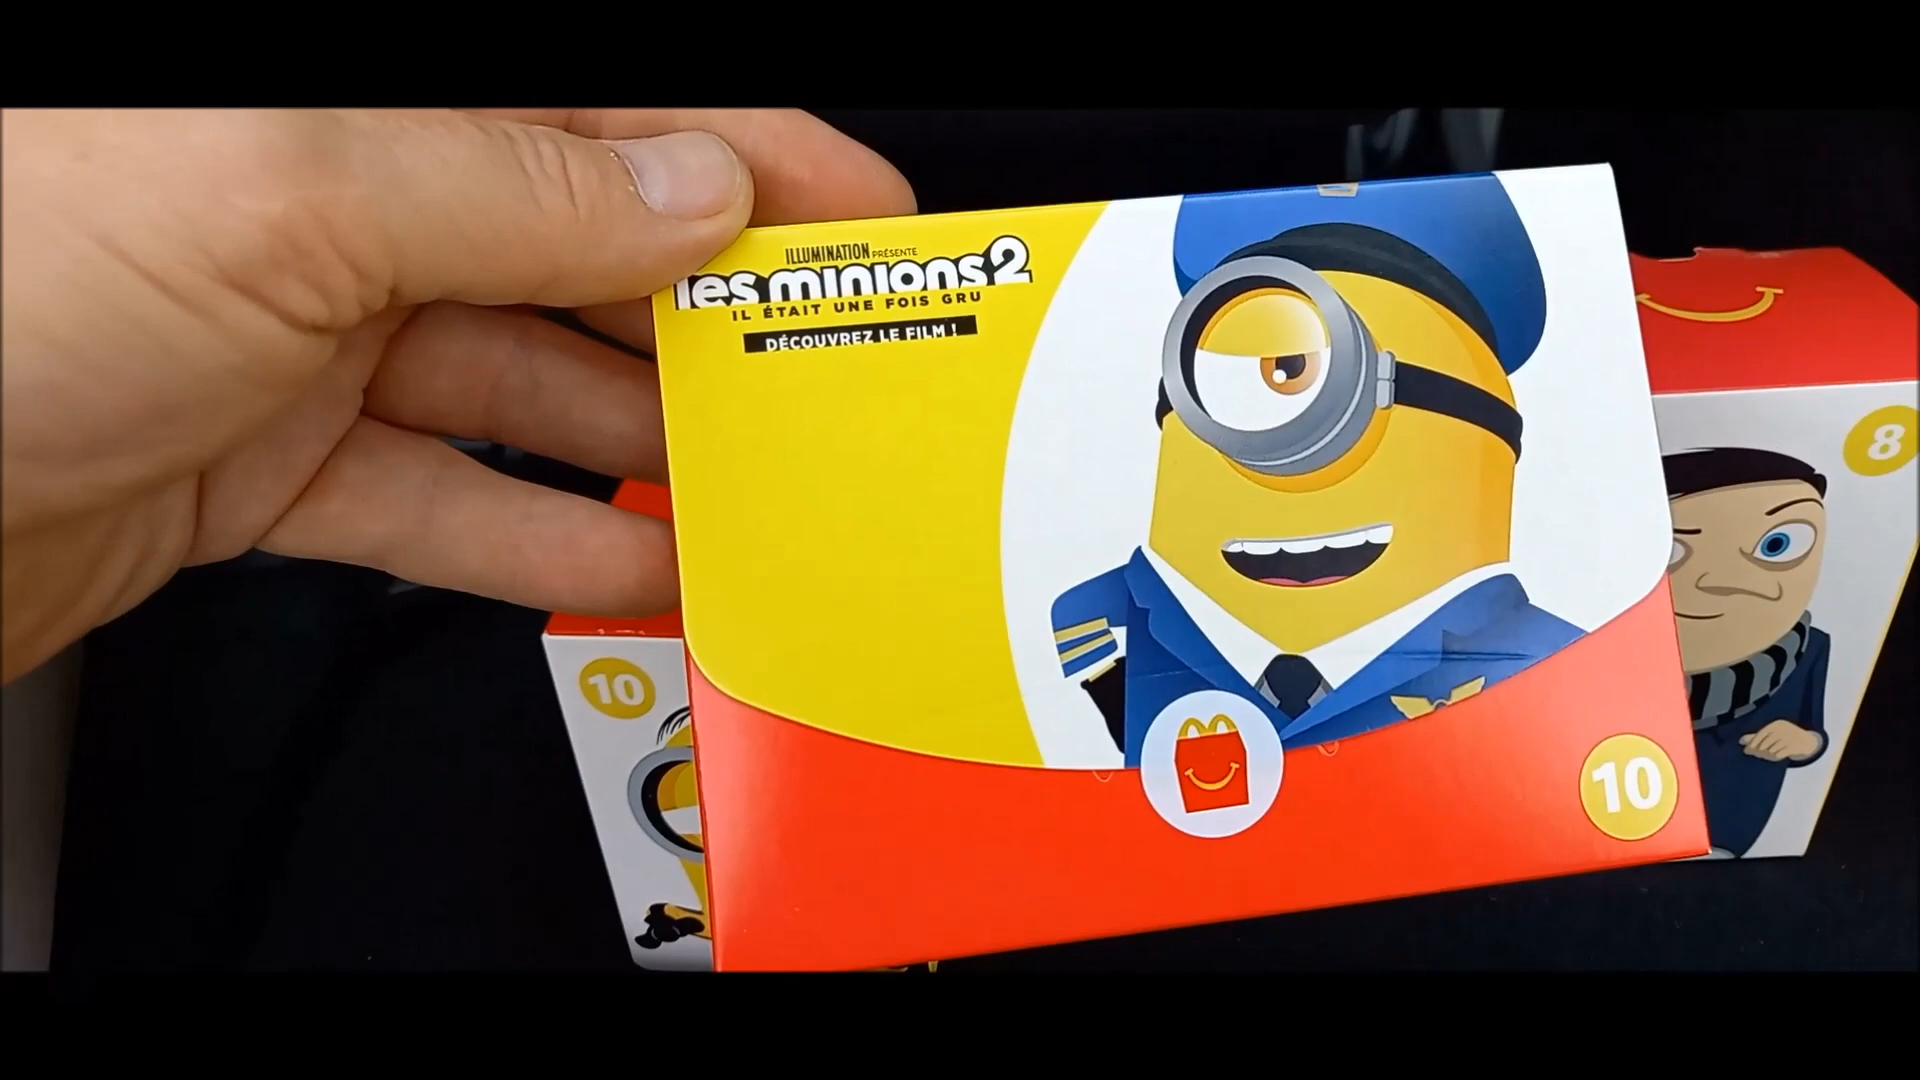 ILLUMINATION PRÉSENTE
les minions 2
IL ÉTAIT UNE FOIS GRU
DÉCOUVREZ LE FILM !
8
10
10